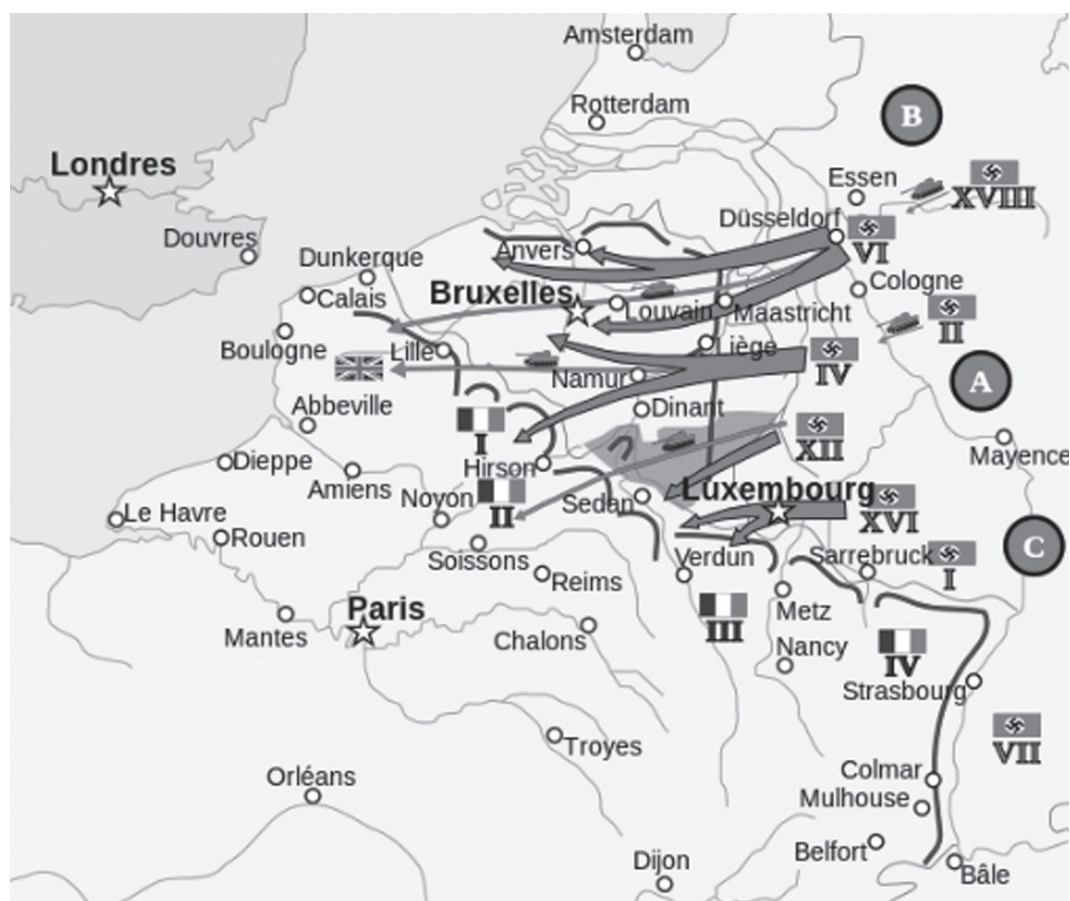 Amsterdam
Rotterdam
B
Londres
Essen
XVIII
Düsseldorf
VI
Douvres
Anvers
Dunkerque
Cologne
Calais
Bruxelles
Louvain
Maastricht
II
Boulogne
Lille
iège
IV
Namur
A
Abbeville
Dinant
I
XII
Mayence
Dieppe
Hirson
Amiens
Noyon
II
Sedan
Luxembourg
XVI
Le Havre
Rouen
Soissons
Reims
Verdun
Sarrebruck
I
C
Paris
Mantes
Chalons
III
Metz
Nancy
IV
Strasbourg
VII
Troyes
Orléans
Colmar
Mulhouse
Belfort
Dijon
Bâle